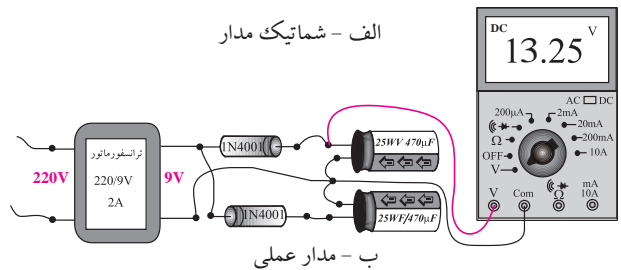 الف – شماتیک مدار
DC 13.25 V
AC DC
200μA 2mA
20mA
Ω 200mA
OFF 10A
V
V Com Ω mA 10A
25WV 470μF
1N4001
ترانسفورماتور
220V 220/9V 9V
2A
1N4001
25WF/470μF
ب – مدار عملی